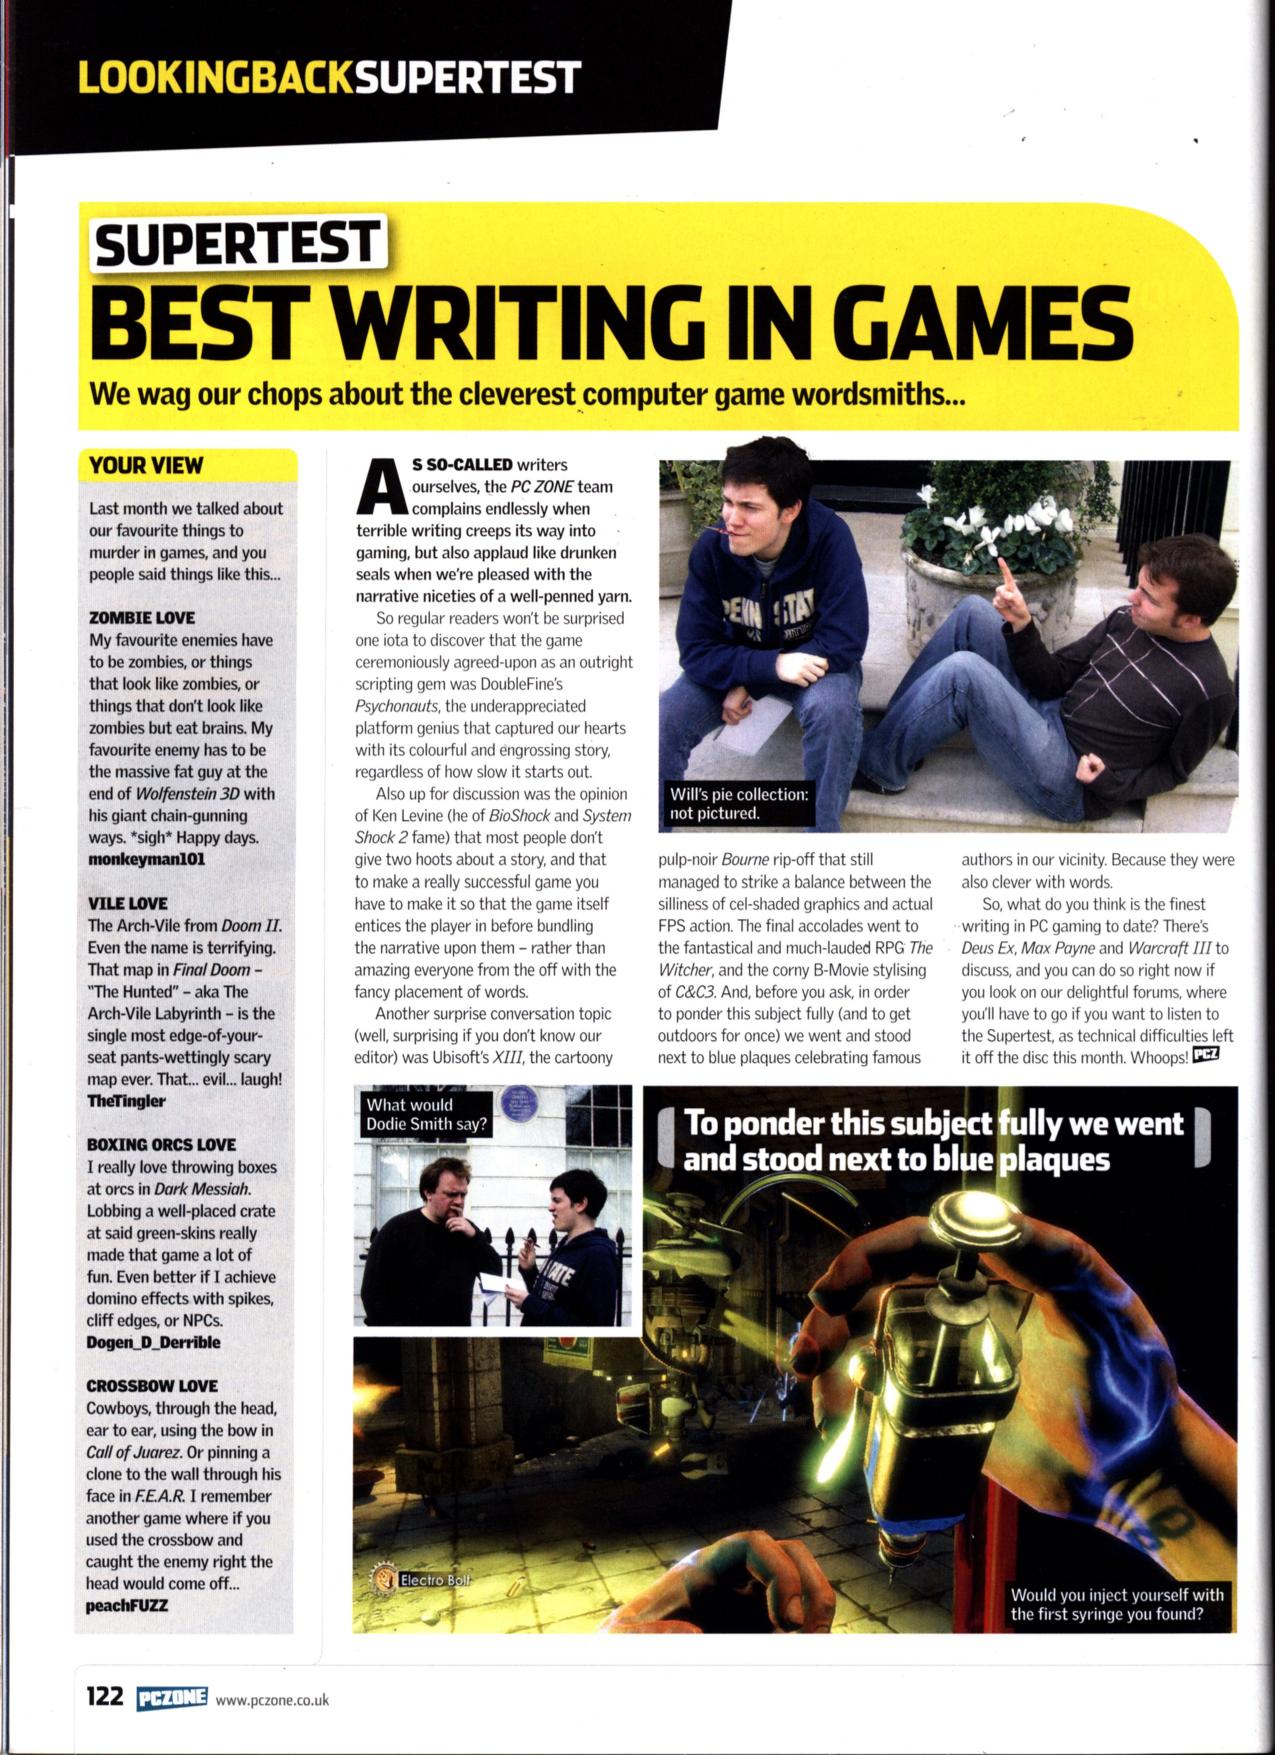 LOOKINGBACKSUPERTEST
SUPERTEST
BEST WRITING IN GAMES
We wag our chops about the cleverest computer game wordsmiths...
YOUR VIEW
Last month we talked about
our favourite things to
murder in games, and you
people said things like this...
ZOMBIE LOVE
My favourite enemies have
to be zombies, or things
that look like zombies, or
things that don't look like
zombies but eat brains. My
favourite enemy has to be
the massive fat guy at the
end of Wolfenstein 3D with
his giant chain-gunning
ways. *sigh* Happy days.
monkeyman101
VILE LOVE
The Arch-Vile from Doom II.
Even the name is terrifying.
That map in Final Doom –
"The Hunted" – aka The
Arch-Vile Labyrinth – is the
single most edge-of-your-
seat pants-wettingly scary
map ever. That... evil... laugh!
TheTingler
BOXING ORCS LOVE
I really love throwing boxes
at orcs in Dark Messiah.
Lobbing a well-placed crate
at said green-skins really
made that game a lot of
fun. Even better if I achieve
domino effects with spikes,
cliff edges, or NPCs.
Dogen_D_Derrible
CROSSBOW LOVE
Cowboys, through the head,
ear to ear, using the bow in
Call of Juarez. Or pinning a
clone to the wall through his
face in F.E.A.R. I remember
another game where if you
used the crossbow and
caught the enemy right the
head would come off...
peachFUZZ
AS SO-CALLED writers
ourselves, the PC ZONE team
complains endlessly when
terrible writing creeps its way into
gaming, but also applaud like drunken
seals when we're pleased with the
narrative niceties of a well-penned yarn.
So regular readers won't be surprised
one iota to discover that the game
ceremoniously agreed-upon as an outright
scripting gem was DoubleFine's
Psychonauts, the underappreciated
platform genius that captured our hearts
with its colourful and engrossing story,
regardless of how slow it starts out.
Also up for discussion was the opinion
of Ken Levine (he of BioShock and System
Shock 2 fame) that most people don't
give two hoots about a story, and that
to make a really successful game you
have to make it so that the game itself
entices the player in before bundling
the narrative upon them – rather than
amazing everyone from the off with the
fancy placement of words.
Another surprise conversation topic
(well, surprising if you don't know our
editor) was Ubisoft's XIII, the cartoony
PENN STATE
Will's pie collection:
not pictured.
pulp-noir Bourne rip-off that still
managed to strike a balance between the
silliness of cel-shaded graphics and actual
FPS action. The final accolades went to
the fantastical and much-lauded RPG The
Witcher, and the corny B-Movie stylising
of C&C3. And, before you ask, in order
to ponder this subject fully (and to get
outdoors for once) we went and stood
next to blue plaques celebrating famous
authors in our vicinity. Because they were
also clever with words.
So, what do you think is the finest
writing in PC gaming to date? There's
Deus Ex, Max Payne and Warcraft III to
discuss, and you can do so right now if
you look on our delightful forums, where
you'll have to go if you want to listen to
the Supertest, as technical difficulties left
it off the disc this month. Whoops! PCZ
What would
Dodie Smith say?
To ponder this subject fully we went
and stood next to blue plaques
Electro Bolt
Would you inject yourself with
the first syringe you found?
122 PCZONE www.pczone.co.uk